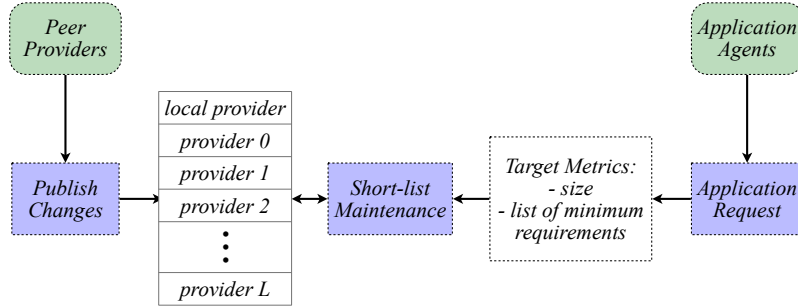 Peer
Providers
Application
Agents
local provider
provider 0
provider 1
provider 2
provider L
Publish
Changes
Short-list
Maintenance
Target Metrics:
- size
- list of minimum
requirements
Application
Request